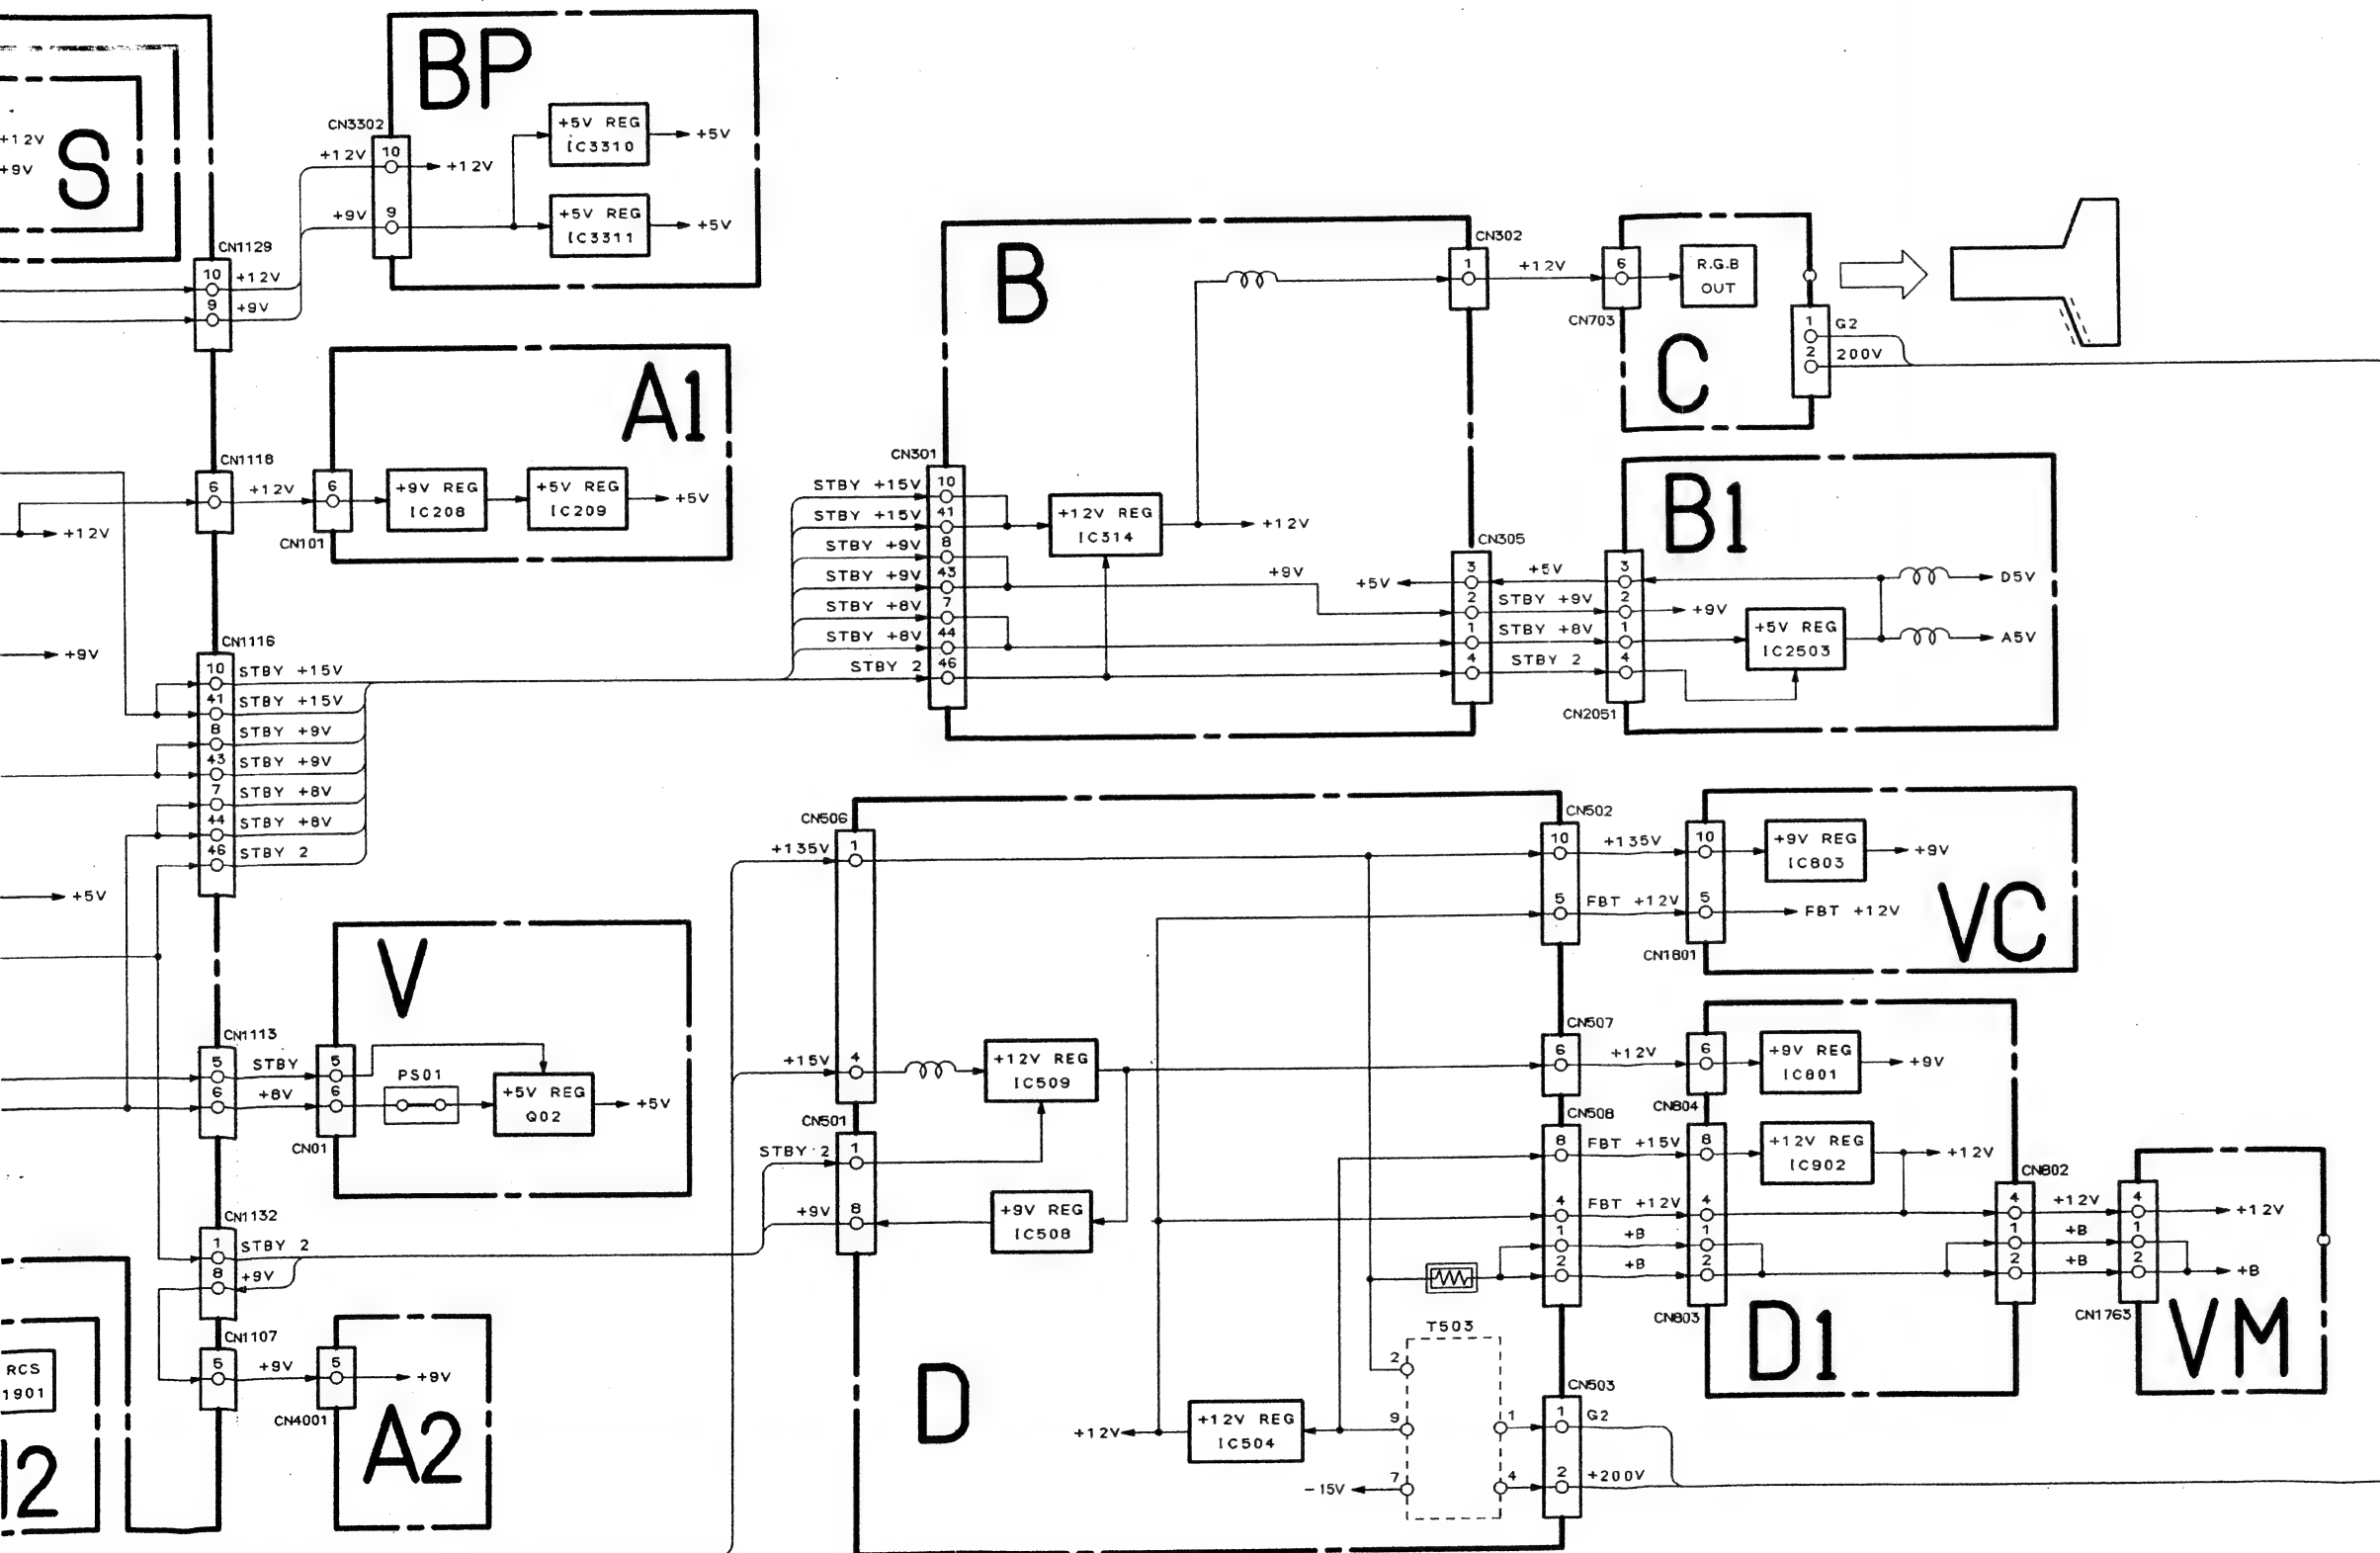 S
+12V
+9V
BP
CN3302
+12V
10
+12V
+9V
9
+5V REG
IC3310
+5V
+5V REG
IC3311
+5V
CN1129
10
+12V
9
+9V
A1
CN1118
6
+12V
6
CN101
+9V REG
IC208
+5V REG
IC209
+5V
+12V
+9V
+5V
CN1116
10
STBY +15V
41
STBY +15V
8
STBY +9V
43
STBY +9V
7
STBY +8V
44
STBY +8V
46
STBY 2
B
CN301
STBY +15V
10
STBY +15V
41
STBY +9V
8
STBY +9V
43
STBY +8V
7
STBY +8V
44
STBY 2
46
+12V REG
IC314
+12V
+9V
CN302
1
+12V
6
CN703
R.G.B
OUT
C
1
G2
2
200V
CN305
+5V
3
+5V
3
2
STBY +9V
2
+9V
1
STBY +8V
1
4
STBY 2
4
CN2051
B1
+5V REG
IC2503
D5V
A5V
V
CN1113
5
STBY
5
6
+8V
6
CN01
PS01
+5V REG
Q02
+5V
CN1132
1
STBY 2
8
+9V
CN1107
5
+9V
5
+9V
CN4001
A2
RCS
1901
2
D
CN506
+135V
1
+15V
4
+12V REG
IC509
CN501
STBY 2
1
+9V
8
+9V REG
IC508
T503
2
9
7
1
4
+12V
+12V REG
IC504
-15V
CN502
10
+135V
10
5
FBT +12V
5
CN1801
+9V REG
IC803
+9V
FBT +12V
VC
CN507
6
+12V
6
CN804
+9V REG
IC801
+9V
CN508
8
FBT +15V
8
+12V REG
IC902
+12V
4
FBT +12V
4
1
+B
1
2
+B
2
CN803
D1
CN802
4
+12V
4
+12V
1
+B
1
2
+B
2
+B
CN1763
VM
CN503
1
G2
2
+200V